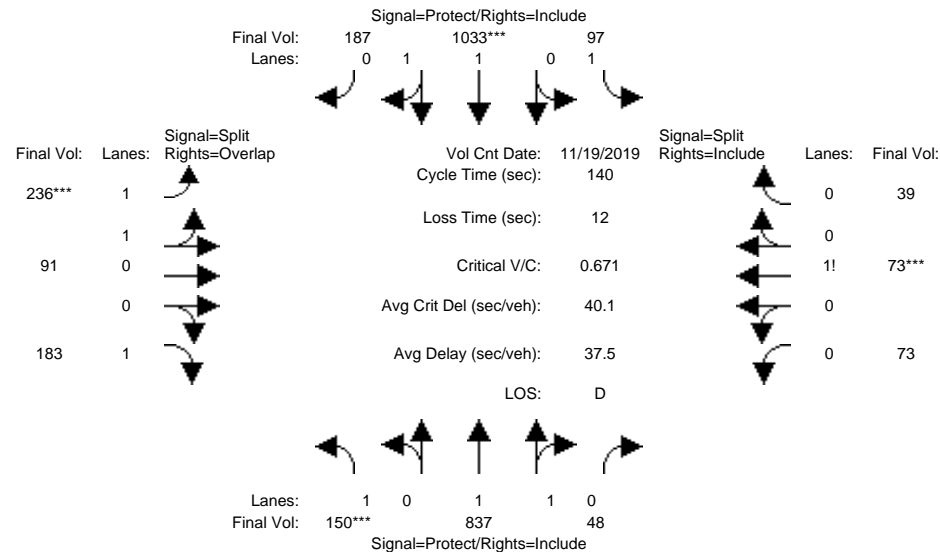 Signal=Protect/Rights=Include
Final Vol: 187 1033*** 97
Lanes: 0 1 1 0 1
Signal=Split Signal=Split
Final Vol: Lanes: Rights=Overlap Vol Cnt Date: 11/19/2019 Rights=Include Lanes: Final Vol:
Cycle Time (sec): 140
236*** 1 0 39
Loss Time (sec): 12
1 0
91 0 Critical V/C: 0.671 1! 73***
0 Avg Crit Del (sec/veh): 40.1 0
183 1 Avg Delay (sec/veh): 37.5 0 73
LOS: D
Lanes: 1 0 1 1 0
Final Vol: 150*** 837 48
Signal=Protect/Rights=Include